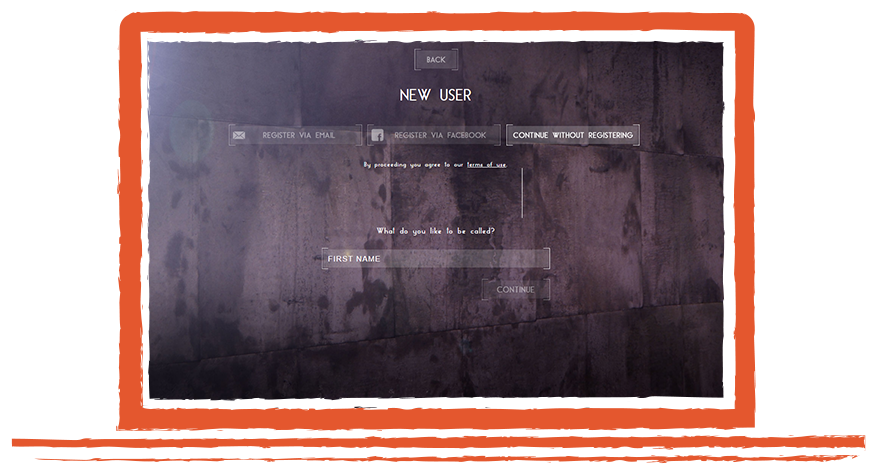 BACK
NEW USER
REGISTER VIA EMAIL
REGISTER VIA FACEBOOK
CONTINUE WITHOUT REGISTERING
By proceeding you agree to our terms of use.
What do you like to be called?
FIRST NAME
CONTINUE